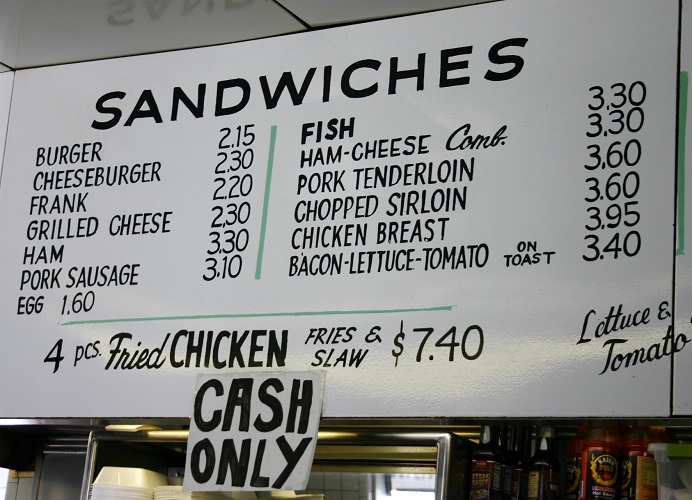 SANDWICHES
BURGER 2.15
CHEESEBURGER 2.30
FRANK 2.20
GRILLED CHEESE 2.30
HAM 3.30
PORK SAUSAGE 3.10
EGG 1.60
FISH 3.30
HAM-CHEESE Comb. 3.30
PORK TENDERLOIN 3.60
CHOPPED SIRLOIN 3.60
CHICKEN BREAST 3.95
BACON-LETTUCE-TOMATO ON TOAST 3.40
4 pcs. Fried CHICKEN FRIES & SLAW $7.40
Lettuce &
Tomato
CASH
ONLY